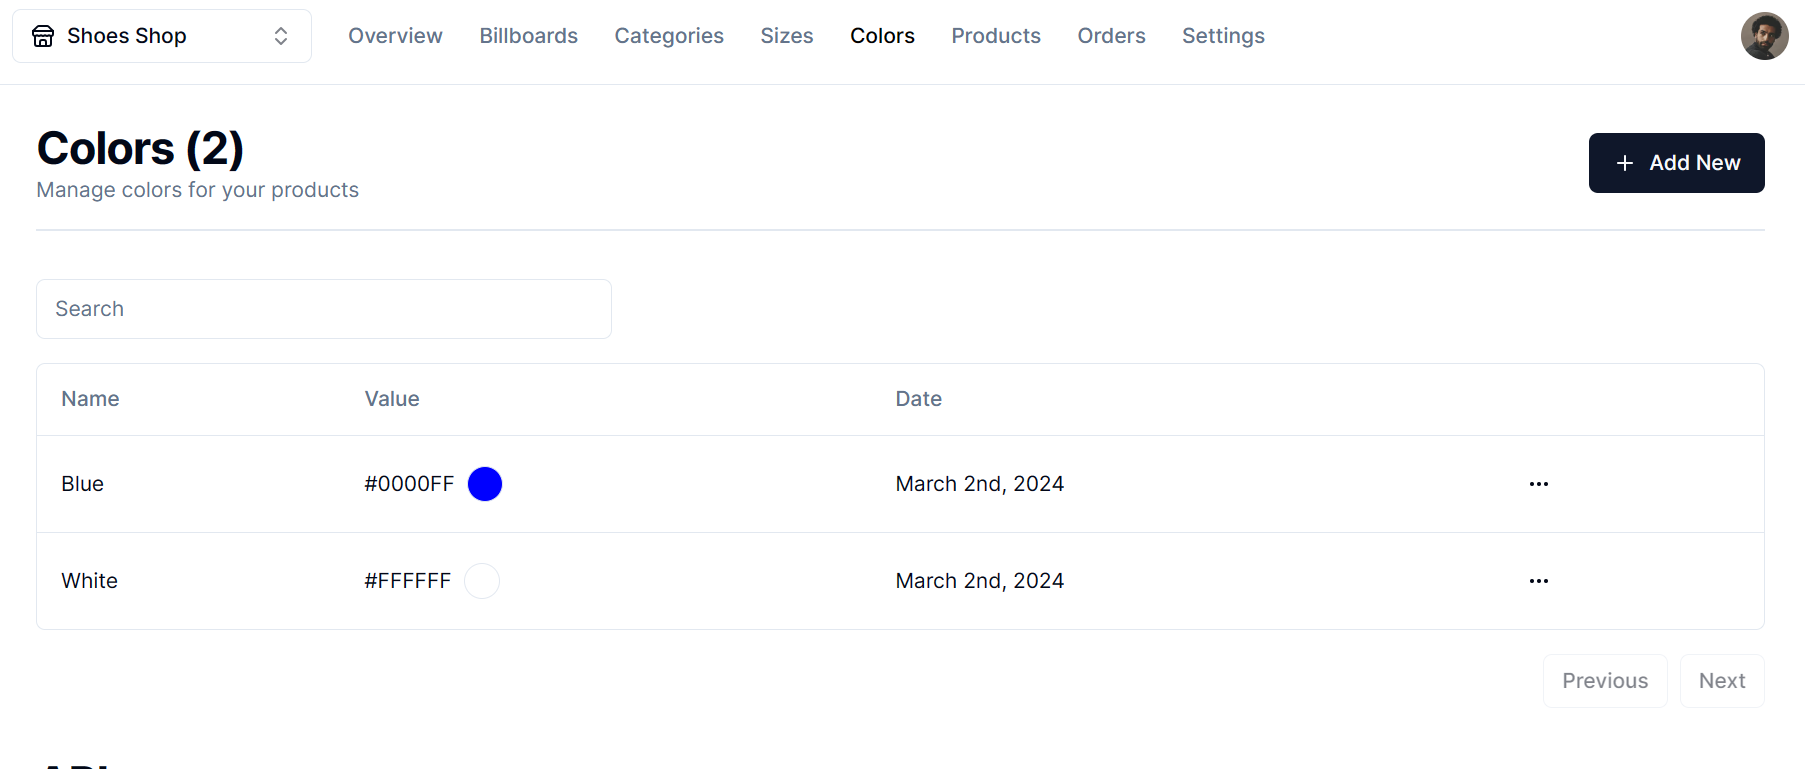 Shoes Shop Overview Billboards Categories Sizes Colors Products Orders Settings
Colors (2)
Manage colors for your products
+ Add New
Search
Name Value Date
Blue #0000FF March 2nd, 2024 ...
White #FFFFFF March 2nd, 2024 ...
Previous Next